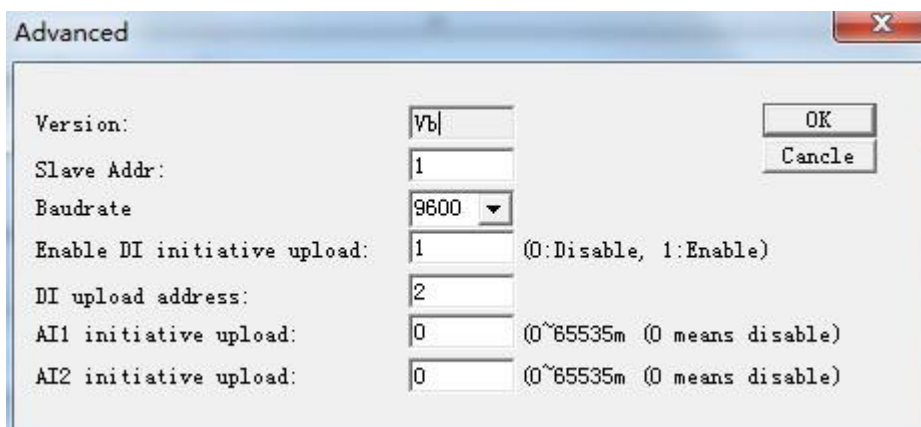 Advanced
Version: Vb
OK
Slave Addr: 1
Cancle
Baudrate 9600
Enable DI initiative upload: 1 (0:Disable, 1:Enable)
DI upload address: 2
AI1 initiative upload: 0 (0~65535m (0 means disable)
AI2 initiative upload: 0 (0~65535m (0 means disable)